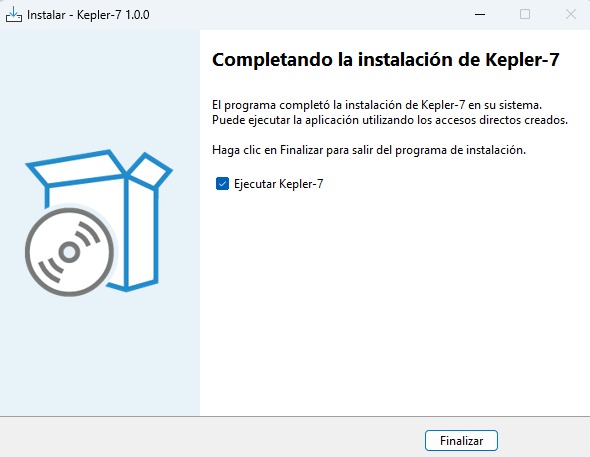 Instalar - Kepler-7 1.0.0
Completando la instalación de Kepler-7
El programa completó la instalación de Kepler-7 en su sistema.
Puede ejecutar la aplicación utilizando los accesos directos creados.
Haga clic en Finalizar para salir del programa de instalación.
Ejecutar Kepler-7
Finalizar